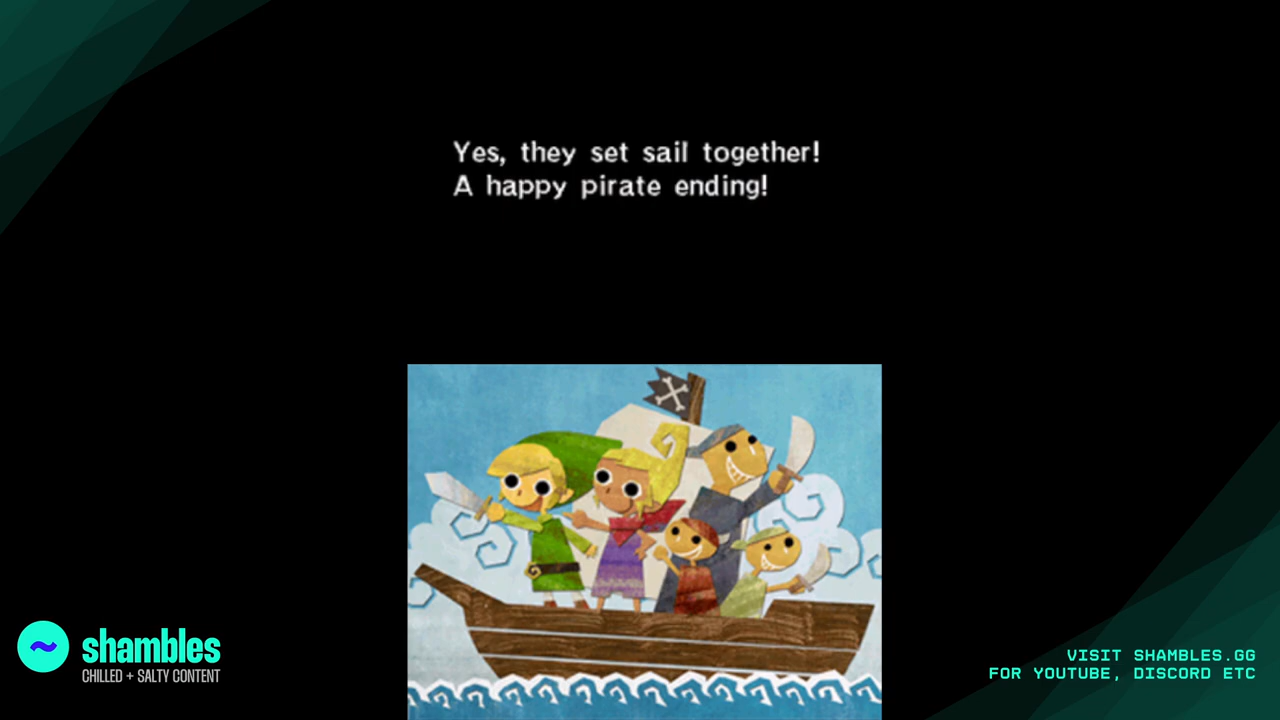 Yes, they set sail together!
A happy pirate ending!
shambles
CHILLED + SALTY CONTENT
VISIT SHAMBLES.GG
FOR YOUTUBE, DISCORD ETC